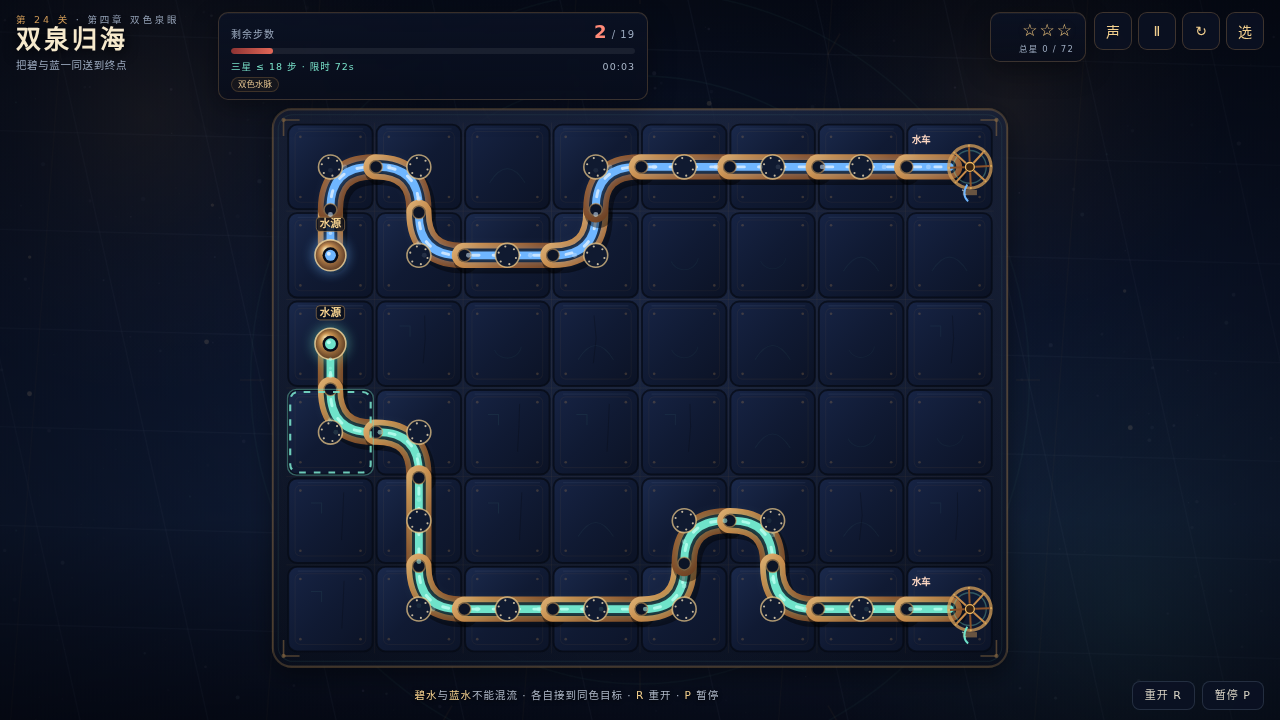 第 24 关 · 第四章 双色泉眼
双泉归海
把碧与蓝一同送到终点
剩余步数
2 / 19
三星 ≤ 18 步 · 限时 72s
00:03
双色水脉
☆☆☆
总星 0 / 72
声
Ⅱ
↻
选
水车
水源
水源
水车
碧水与蓝水不能混流 · 各自接到同色目标 · R 重开 · P 暂停
重开 R
暂停 P